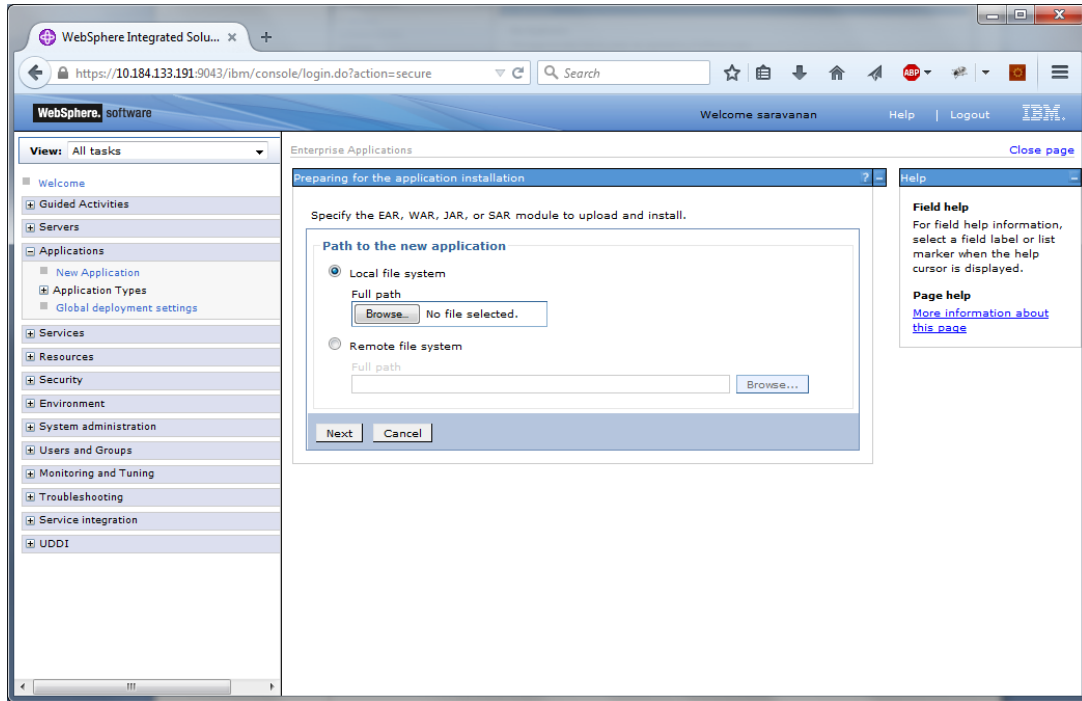 WebSphere Integrated Solu... ×
https://10.184.133.191:9043/ibm/console/login.do?action=secure
Search
ABP
WebSphere. software
Welcome saravanan
Help | Logout
IBM.
View: All tasks
Welcome
Guided Activities
Servers
Applications
New Application
Application Types
Global deployment settings
Services
Resources
Security
Environment
System administration
Users and Groups
Monitoring and Tuning
Troubleshooting
Service integration
UDDI
Enterprise Applications
Close page
Preparing for the application installation
? -
Specify the EAR, WAR, JAR, or SAR module to upload and install.
Path to the new application
Local file system
Full path
Browse... No file selected.
Remote file system
Full path
Browse...
Next Cancel
Help
Field help
For field help information,
select a field label or list
marker when the help
cursor is displayed.
Page help
More information about
this page